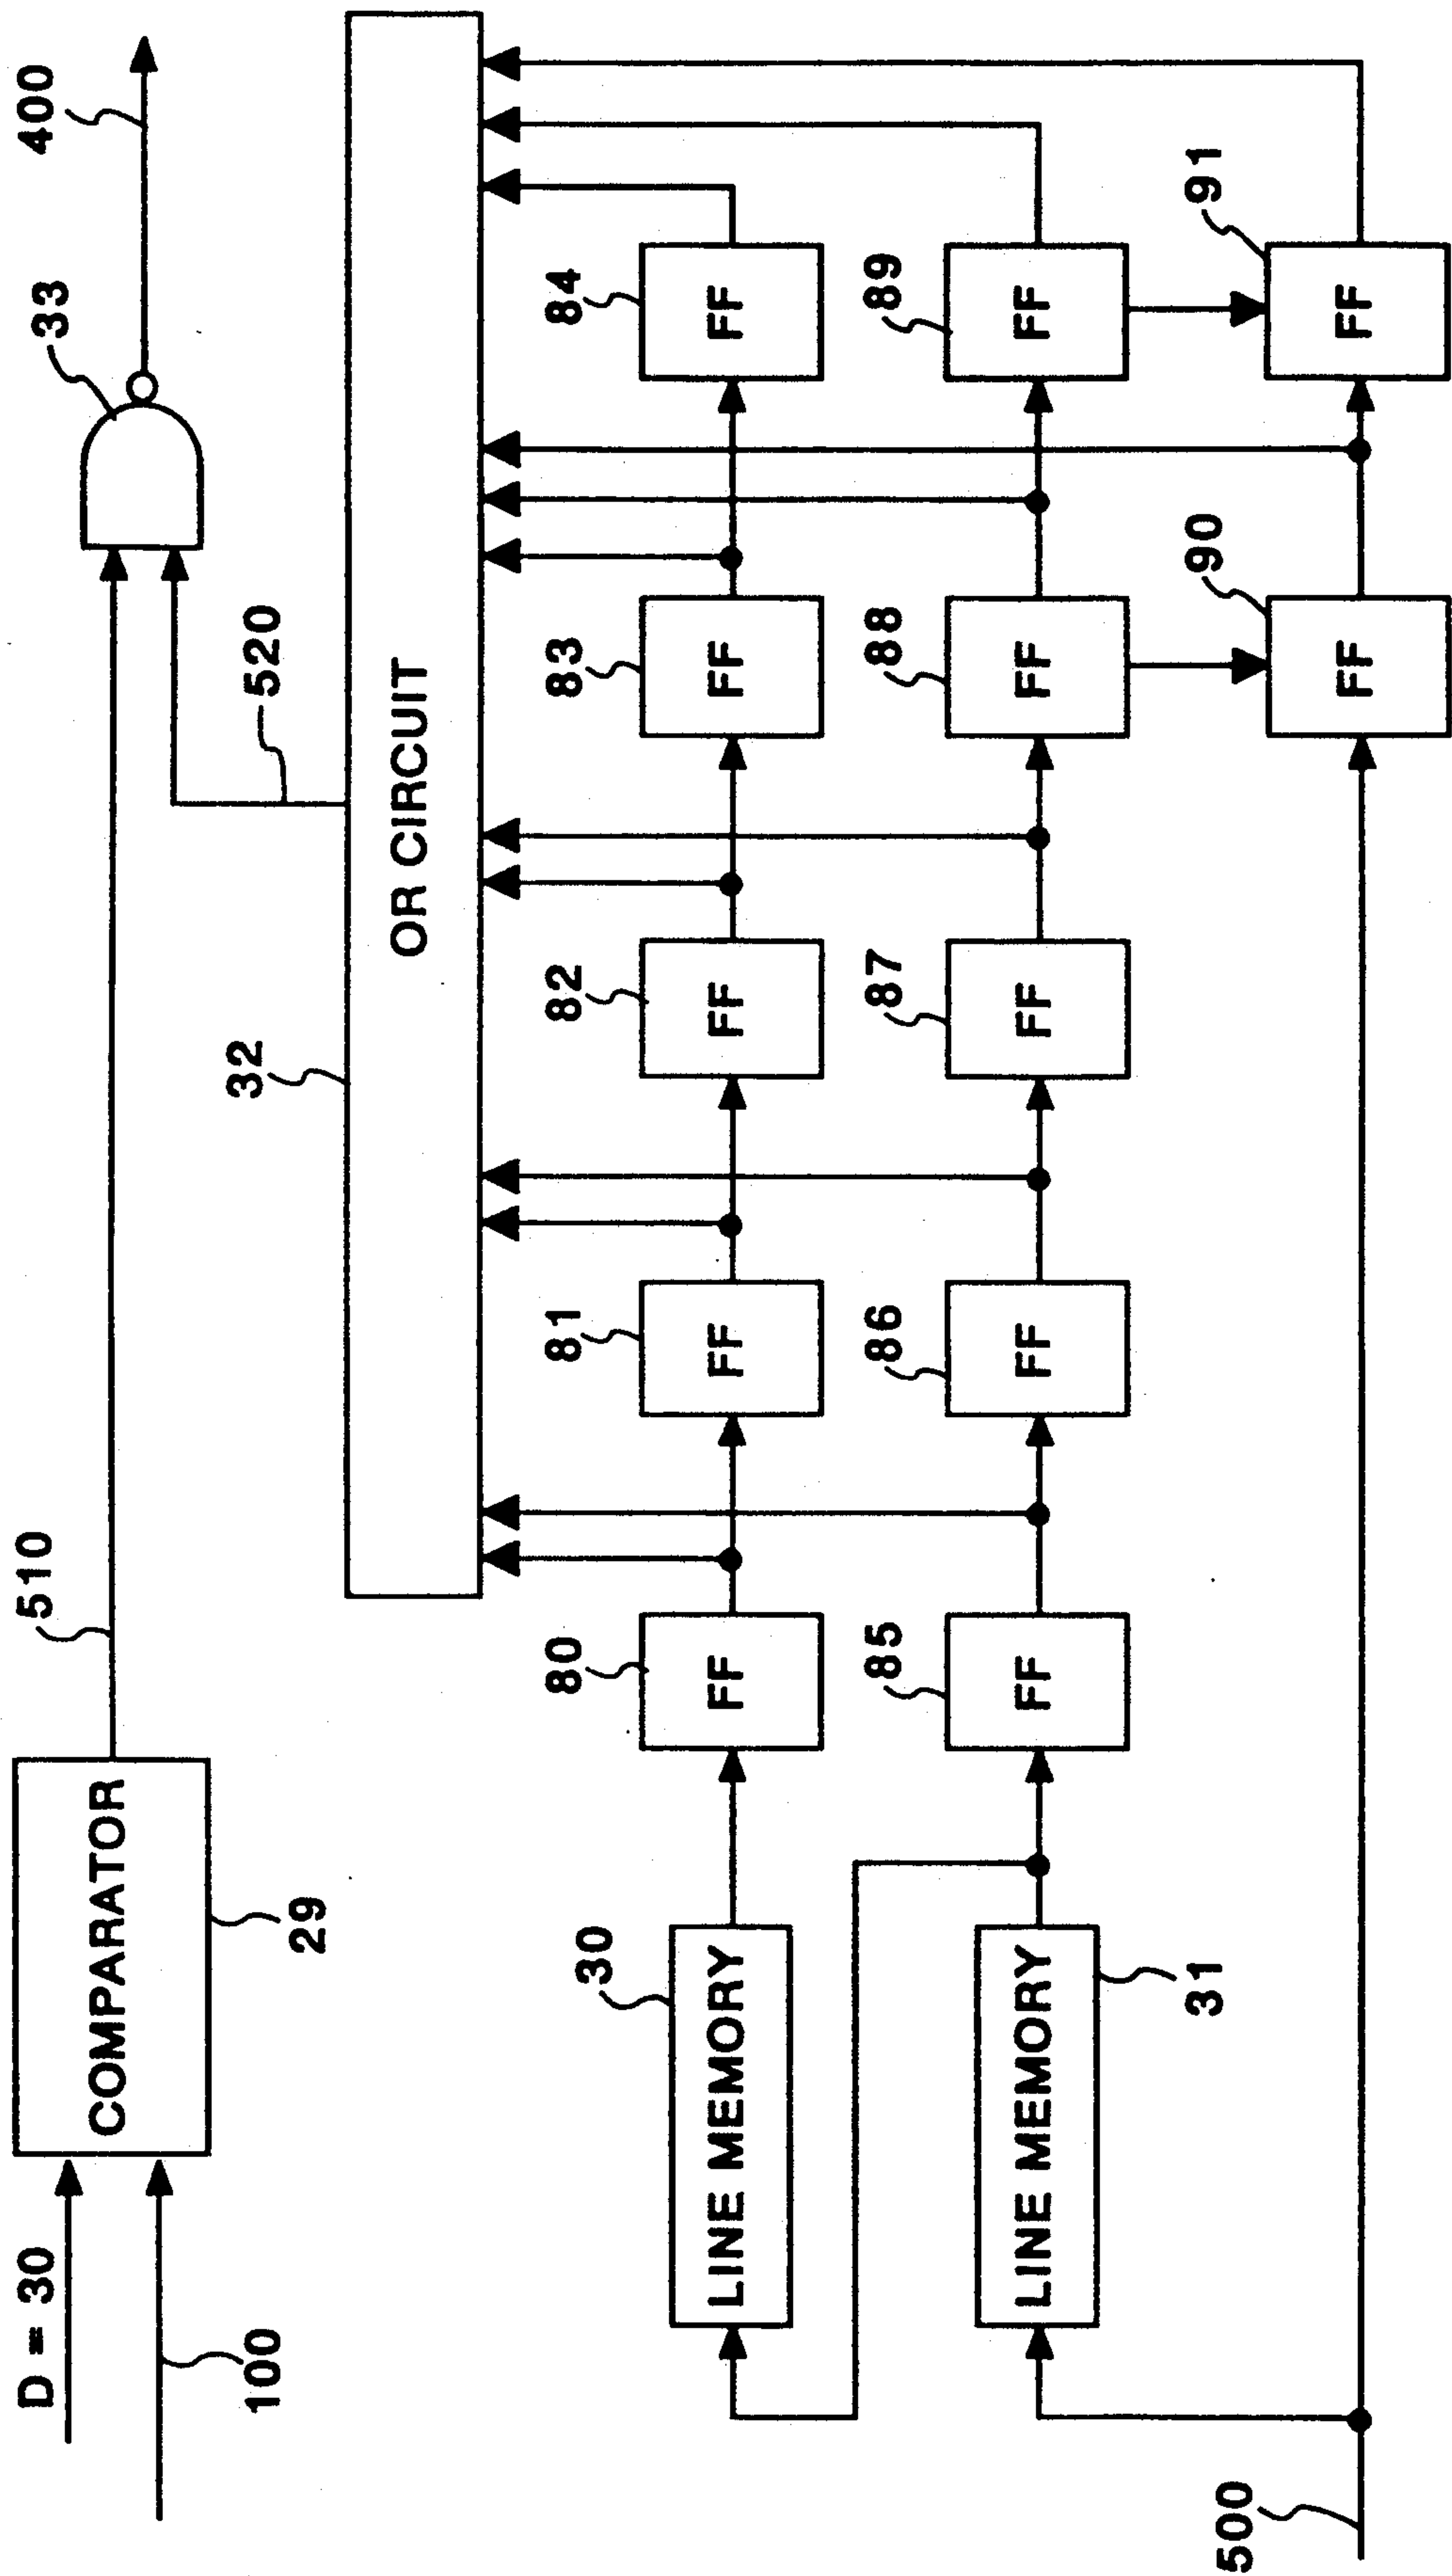 400
33
D = 30
COMPARATOR
510
100
29
520
32
OR CIRCUIT
30
LINE MEMORY
80
FF
81
FF
82
FF
83
FF
84
FF
LINE MEMORY
31
85
FF
86
FF
87
FF
88
FF
89
FF
90
FF
91
FF
500